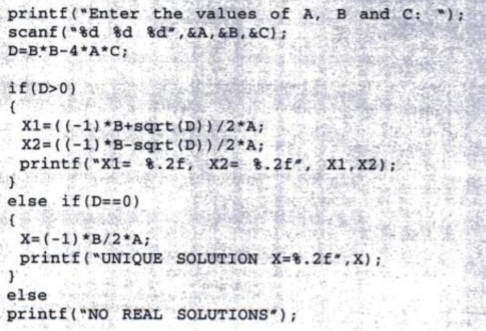 printf("Enter the values of A, B and C: ");
scanf("%d %d %d",&A,&B,&C);
D=B*B-4*A*C;
if(D>0)
{
X1=((-1)*B+sqrt(D))/2*A;
X2=((-1)*B-sqrt(D))/2*A;
printf("X1= %.2f, X2= %.2f", X1,X2);
}
else if(D==0)
{
X=(-1)*B/2*A;
printf("UNIQUE SOLUTION X=%.2f",X);
}
else
printf("NO REAL SOLUTIONS");